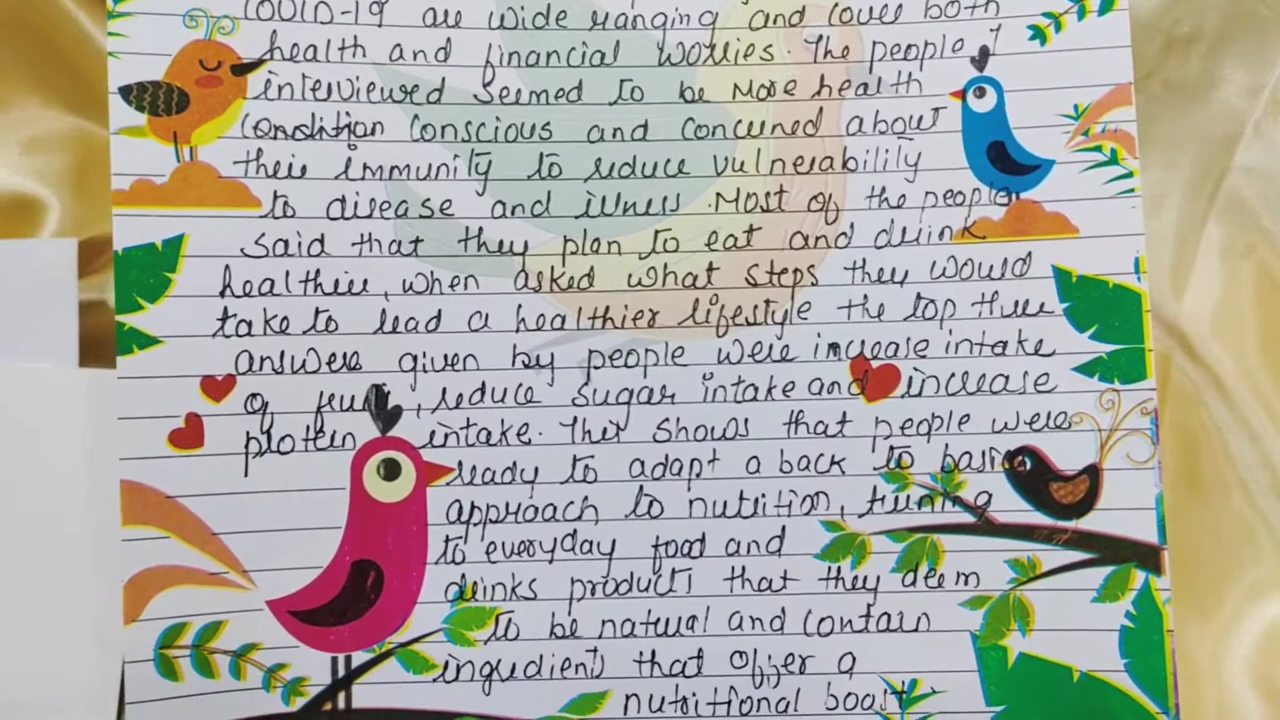 COVID-19 are wide ranging and cover both
health and financial worries. The people I
interviewed seemed to be More health
Condition Conscious and Concerned about
their immunity to reduce vulnerability
to disease and illness. Most of the people
said that they plan to eat and drink
healthier, when asked what steps they would
take to lead a healthier lifestyle the top three
answers given by people were increase intake
of fruit, reduce sugar intake and increase
protein intake. This shows that people were
ready to adapt a back to basics
approach to nutrition, turning
to everyday food and
drinks products that they deem
to be natural and contain
ingredients that offer a
nutritional boost